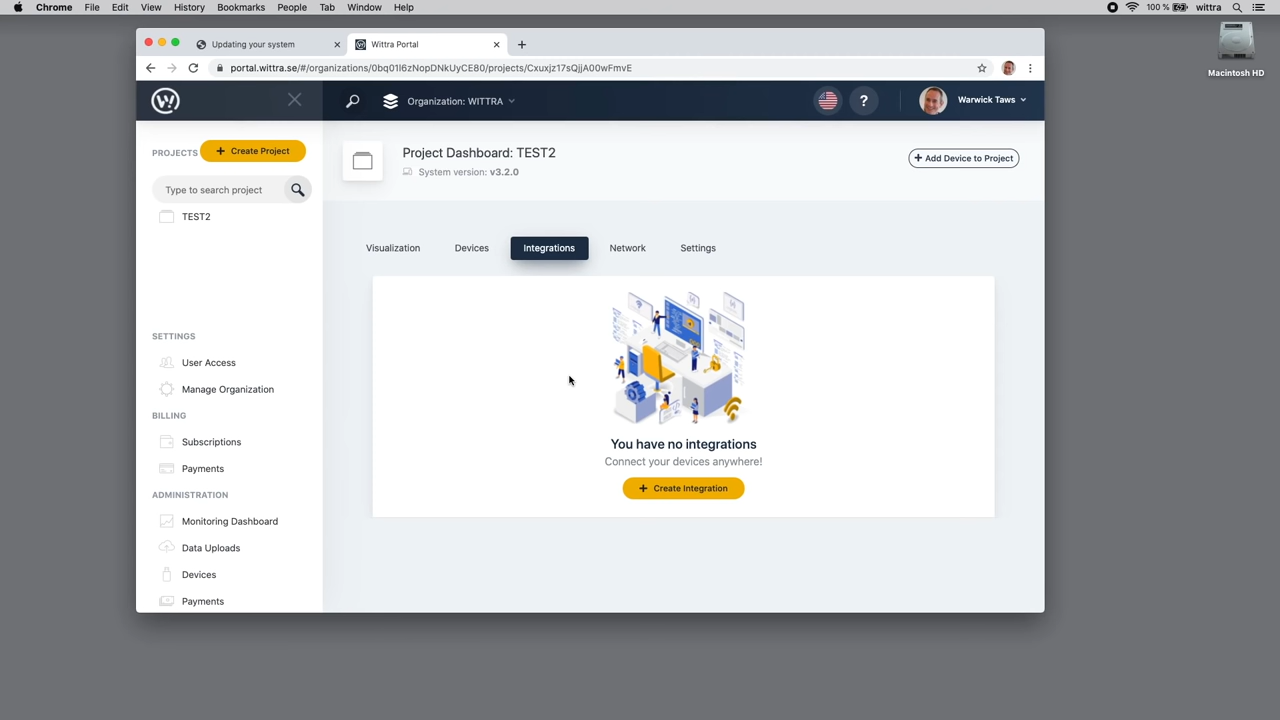 Chrome File Edit View History Bookmarks People Tab Window Help 100 % wittra
Macintosh HD
Updating your system Wittra Portal
portal.wittra.se/#/organizations/0bq01l6zNopDNkUyCE80/projects/Cxuxjz17sQjjA00wFmvE
W! Organization: WITTRA ? Warwick Taws
PROJECTS + Create Project
Type to search project
TEST2
SETTINGS
User Access
Manage Organization
BILLING
Subscriptions
Payments
ADMINISTRATION
Monitoring Dashboard
Data Uploads
Devices
Payments
Project Dashboard: TEST2
System version: v3.2.0
+ Add Device to Project
Visualization Devices Integrations Network Settings
You have no integrations
Connect your devices anywhere!
+ Create Integration